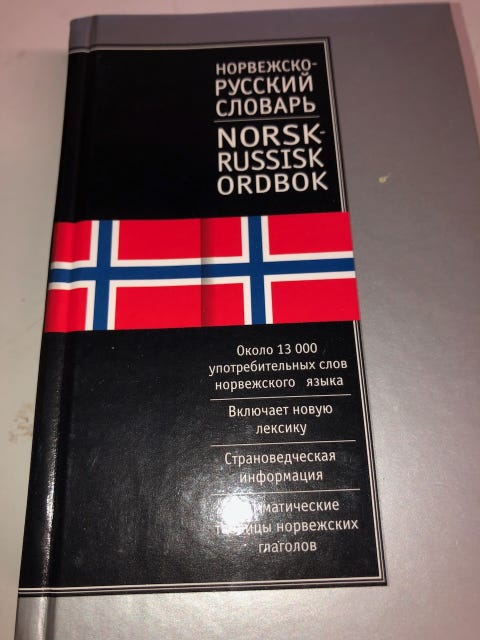 НОРВЕЖСКО-
РУССКИЙ
СЛОВАРЬ
NORSK-
RUSSISK
ORDBOK
Около 13 000
употребительных слов
норвежского языка
Включает новую
лексику
Страноведческая
информация
норвежских
глаголов